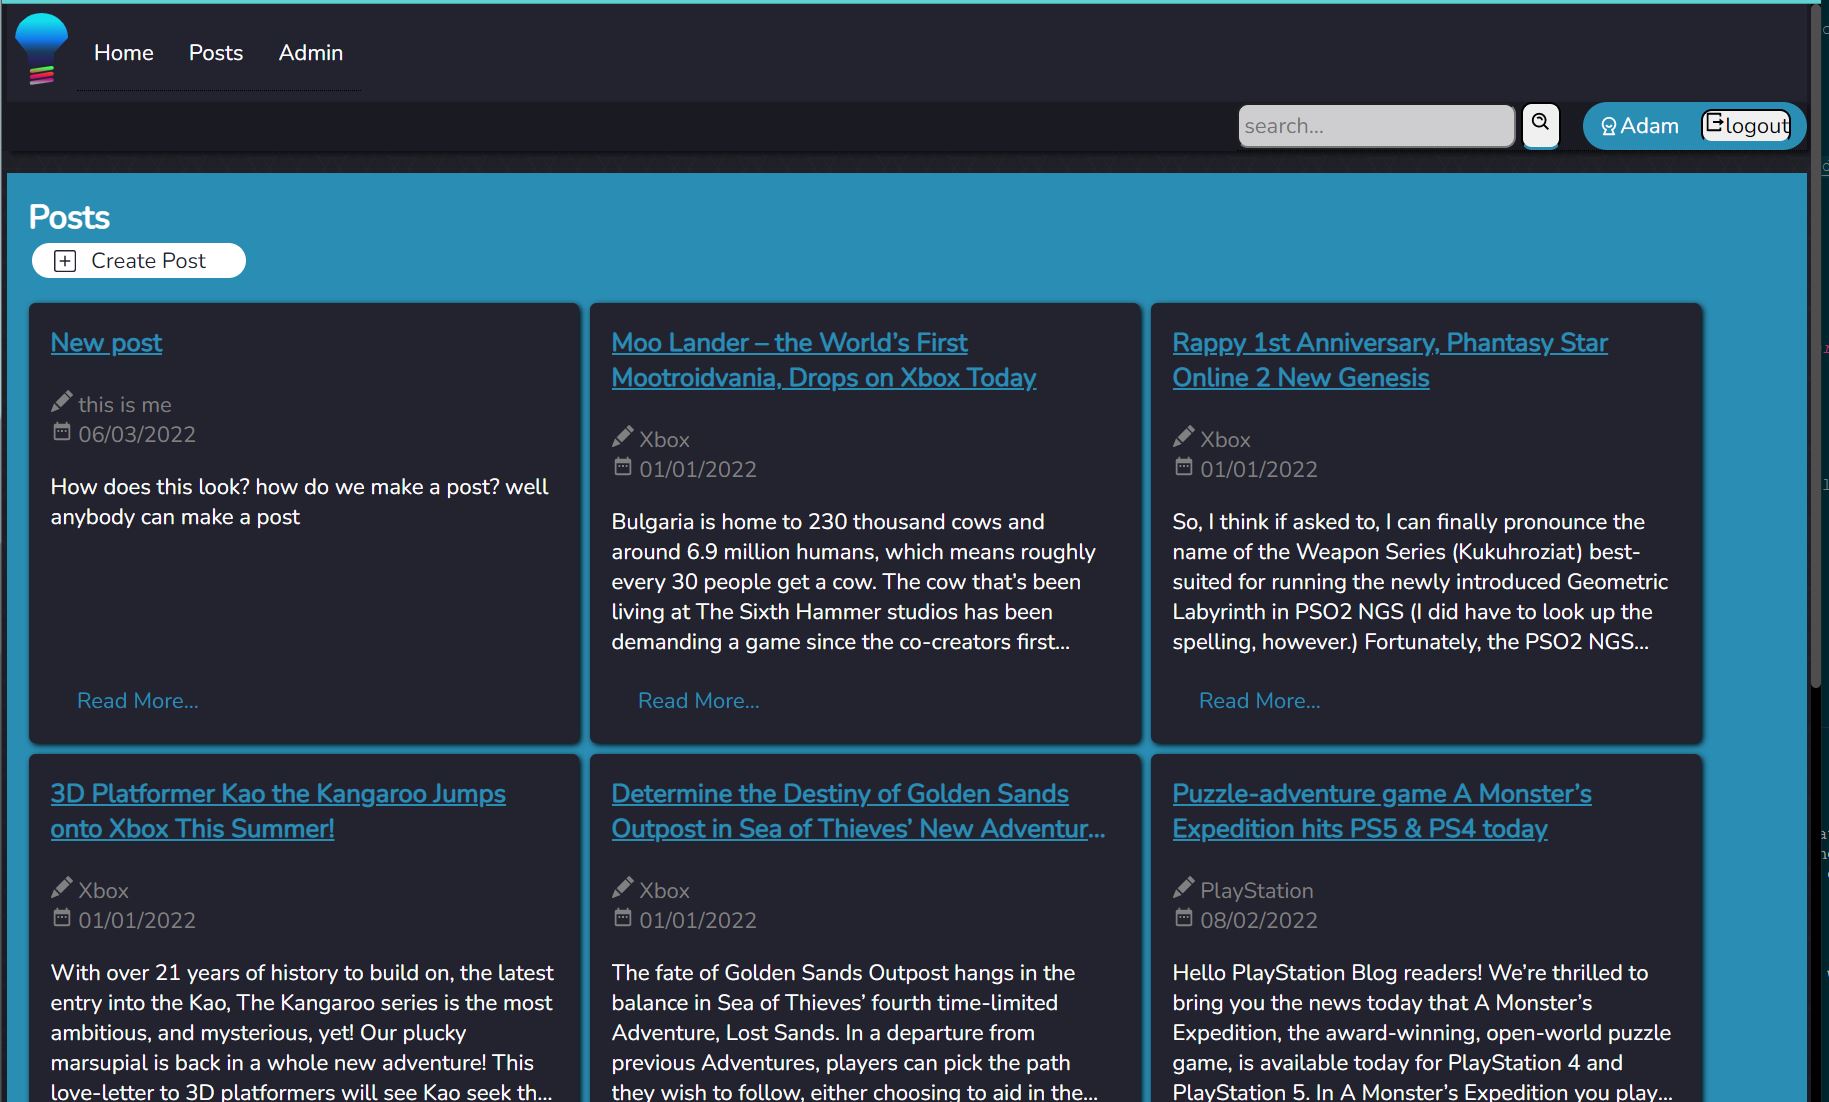 Home Posts Admin
search...
Adam logout
Posts
Create Post
New post
this is me
06/03/2022
How does this look? how do we make a post? well
anybody can make a post
Read More...
Moo Lander – the World’s First
Mootroidvania, Drops on Xbox Today
Xbox
01/01/2022
Bulgaria is home to 230 thousand cows and
around 6.9 million humans, which means roughly
every 30 people get a cow. The cow that’s been
living at The Sixth Hammer studios has been
demanding a game since the co-creators first...
Read More...
Rappy 1st Anniversary, Phantasy Star
Online 2 New Genesis
Xbox
01/01/2022
So, I think if asked to, I can finally pronounce the
name of the Weapon Series (Kukuhroziat) best-
suited for running the newly introduced Geometric
Labyrinth in PSO2 NGS (I did have to look up the
spelling, however.) Fortunately, the PSO2 NGS...
Read More...
3D Platformer Kao the Kangaroo Jumps
onto Xbox This Summer!
Xbox
01/01/2022
With over 21 years of history to build on, the latest
entry into the Kao, The Kangaroo series is the most
ambitious, and mysterious, yet! Our plucky
marsupial is back in a whole new adventure! This
love-letter to 3D platformers will see Kao seek th...
Determine the Destiny of Golden Sands
Outpost in Sea of Thieves’ New Adventur...
Xbox
01/01/2022
The fate of Golden Sands Outpost hangs in the
balance in Sea of Thieves’ fourth time-limited
Adventure, Lost Sands. In a departure from
previous Adventures, players can pick the path
they wish to follow, either choosing to aid in the...
Puzzle-adventure game A Monster’s
Expedition hits PS5 & PS4 today
PlayStation
08/02/2022
Hello PlayStation Blog readers! We’re thrilled to
bring you the news today that A Monster’s
Expedition, the award-winning, open-world puzzle
game, is available today for PlayStation 4 and
PlayStation 5. In A Monster’s Expedition you play...